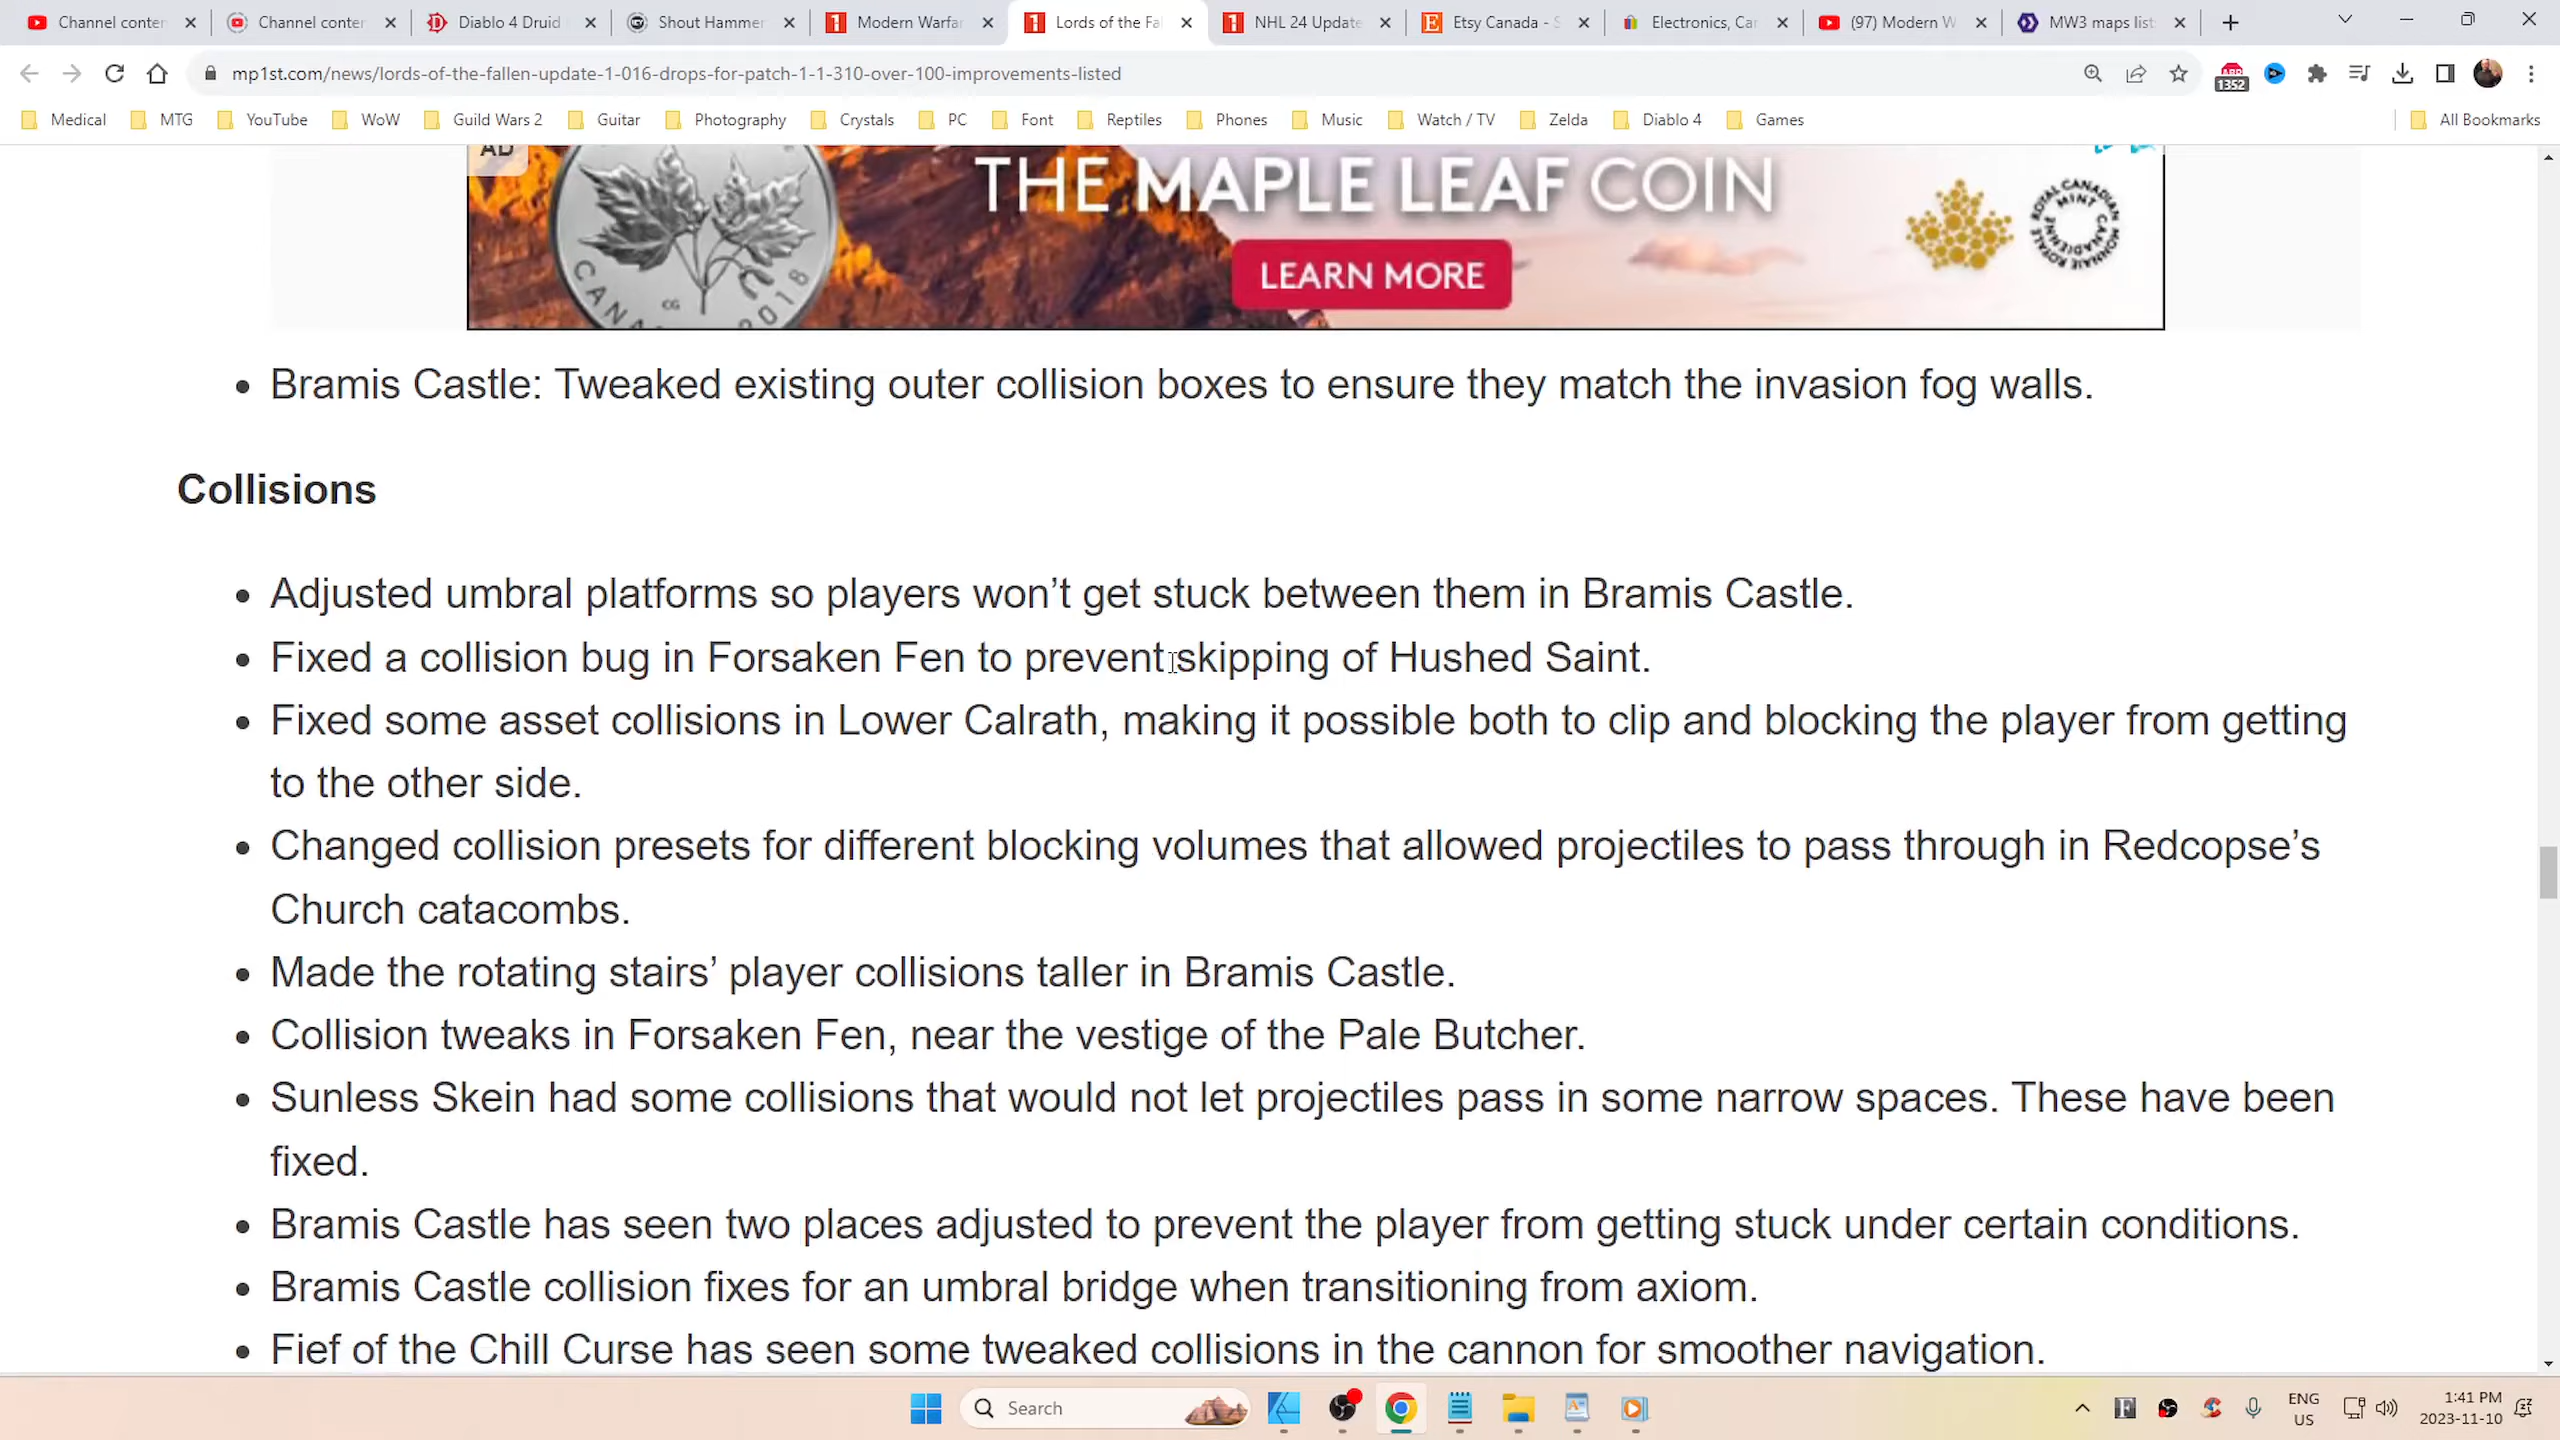 Channel conten
Channel conten
Diablo 4 Druid
Shout Hammer
Modern Warfar
Lords of the Fa
NHL 24 Update
Etsy Canada - S
Electronics, Car
(97) Modern W
MW3 maps list
mp1st.com/news/lords-of-the-fallen-update-1-016-drops-for-patch-1-1-310-over-100-improvements-listed
1352
Medical
MTG
YouTube
WoW
Guild Wars 2
Guitar
Photography
Crystals
PC
Font
Reptiles
Phones
Music
Watch / TV
Zelda
Diablo 4
Games
All Bookmarks
AD
THE MAPLE LEAF COIN
LEARN MORE
CANA
2018
CG
ROYAL CANADIAN MINT
MONNAIE ROYALE CANADIENNE
• Bramis Castle: Tweaked existing outer collision boxes to ensure they match the invasion fog walls.
Collisions
• Adjusted umbral platforms so players won’t get stuck between them in Bramis Castle.
• Fixed a collision bug in Forsaken Fen to prevent skipping of Hushed Saint.
• Fixed some asset collisions in Lower Calrath, making it possible both to clip and blocking the player from getting
to the other side.
• Changed collision presets for different blocking volumes that allowed projectiles to pass through in Redcopse’s
Church catacombs.
• Made the rotating stairs’ player collisions taller in Bramis Castle.
• Collision tweaks in Forsaken Fen, near the vestige of the Pale Butcher.
• Sunless Skein had some collisions that would not let projectiles pass in some narrow spaces. These have been
fixed.
• Bramis Castle has seen two places adjusted to prevent the player from getting stuck under certain conditions.
• Bramis Castle collision fixes for an umbral bridge when transitioning from axiom.
• Fief of the Chill Curse has seen some tweaked collisions in the cannon for smoother navigation.
Search
ENG
US
1:41 PM
2023-11-10